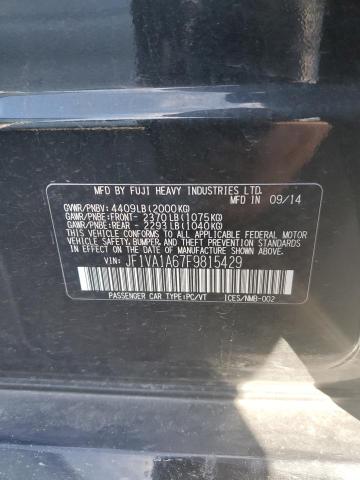 MFD BY FUJI HEAVY INDUSTRIES LTD.
IN 09/14
GVWR/PNBV: 4409LB(2000KG)
GAWR/PNBE:FRONT- 2370LB(1075KG)
GAWR/PNBE:REAR - 2293LB(1040KG)
THIS VEHICLE CONFORMS TO ALL APPLICABLE FEDERAL MOTOR
VEHICLE SAFETY, BUMPER, AND THEFT PREVENTION STANDARDS
IN EFFECT ON THE DATE OF MANUFACTURE SHOWN ABOVE.
VIN: JF1VA1A67F9815429
PASSENGER CAR TYPE:PC/VT ICES/NMB-002